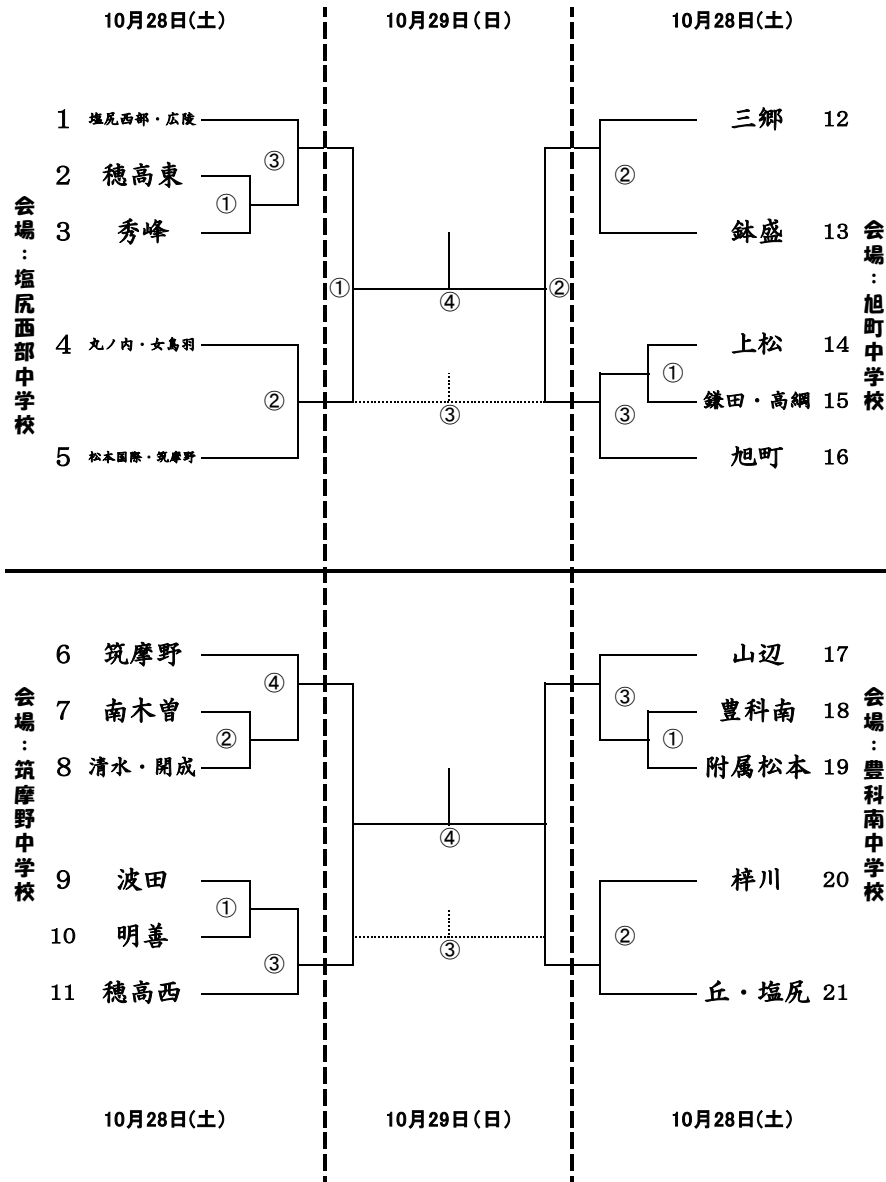 10月28日(土)
10月29日(日)
10月28日(土)
会場:塩尻西部中学校
1 塩尻西部・広陵
2 穂高東
3 秀峰
4 丸ノ内・女鳥羽
5 松本国際・筑摩野
③
①
②
①
④
③
②
②
①
③
三郷 12
鉢盛 13
上松 14
鎌田・高綱 15
旭町 16
会場:旭町中学校
会場:筑摩野中学校
6 筑摩野
7 南木曽
8 清水・開成
9 波田
10 明善
11 穂高西
④
②
①
③
④
③
③
①
②
山辺 17
豊科南 18
附属松本 19
梓川 20
丘・塩尻 21
会場:豊科南中学校
10月28日(土)
10月29日(日)
10月28日(土)